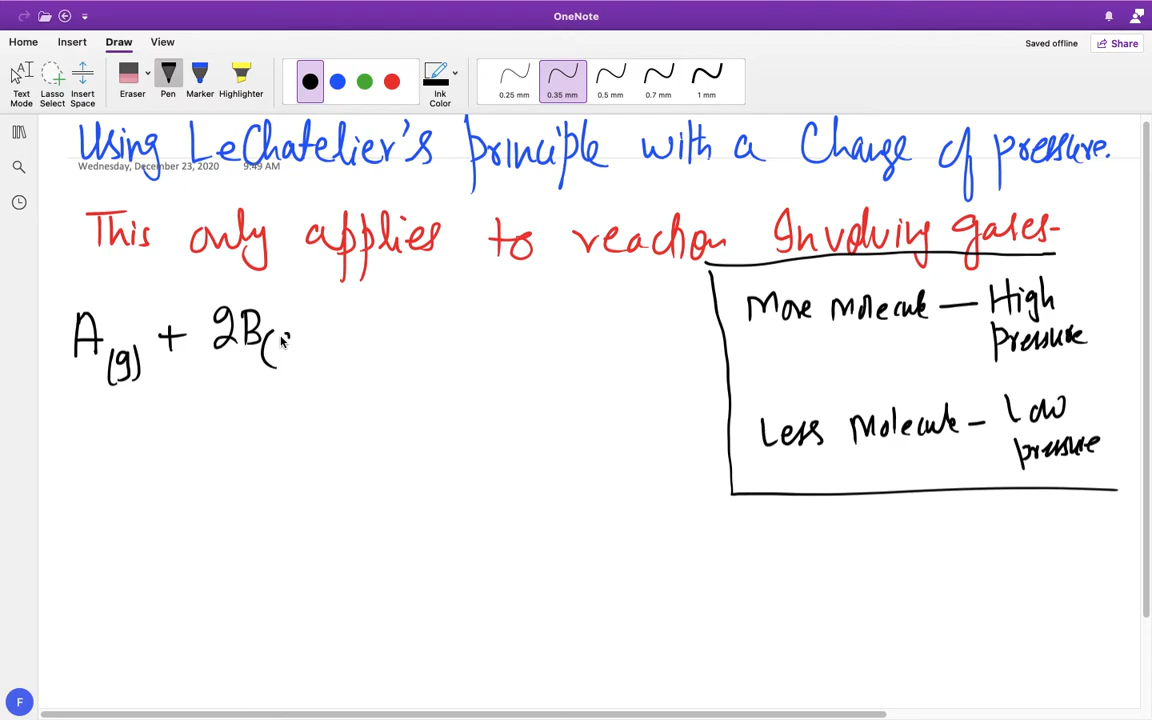 OneNote
Home Insert Draw View
Saved offline Share
Text Mode
Lasso Select
Insert Space
Eraser
Pen
Marker
Highlighter
Ink Color
0.25 mm 0.35 mm 0.5 mm 0.7 mm 1 mm
Using LeChatelier's principle with a Change of pressure.
Wednesday, December 23, 2020 9:49 AM
This only applies to reaction Involving gases-
More Molecule — High
Pressure
A(g) + 2B(
Less Molecule - Low
pressure
F